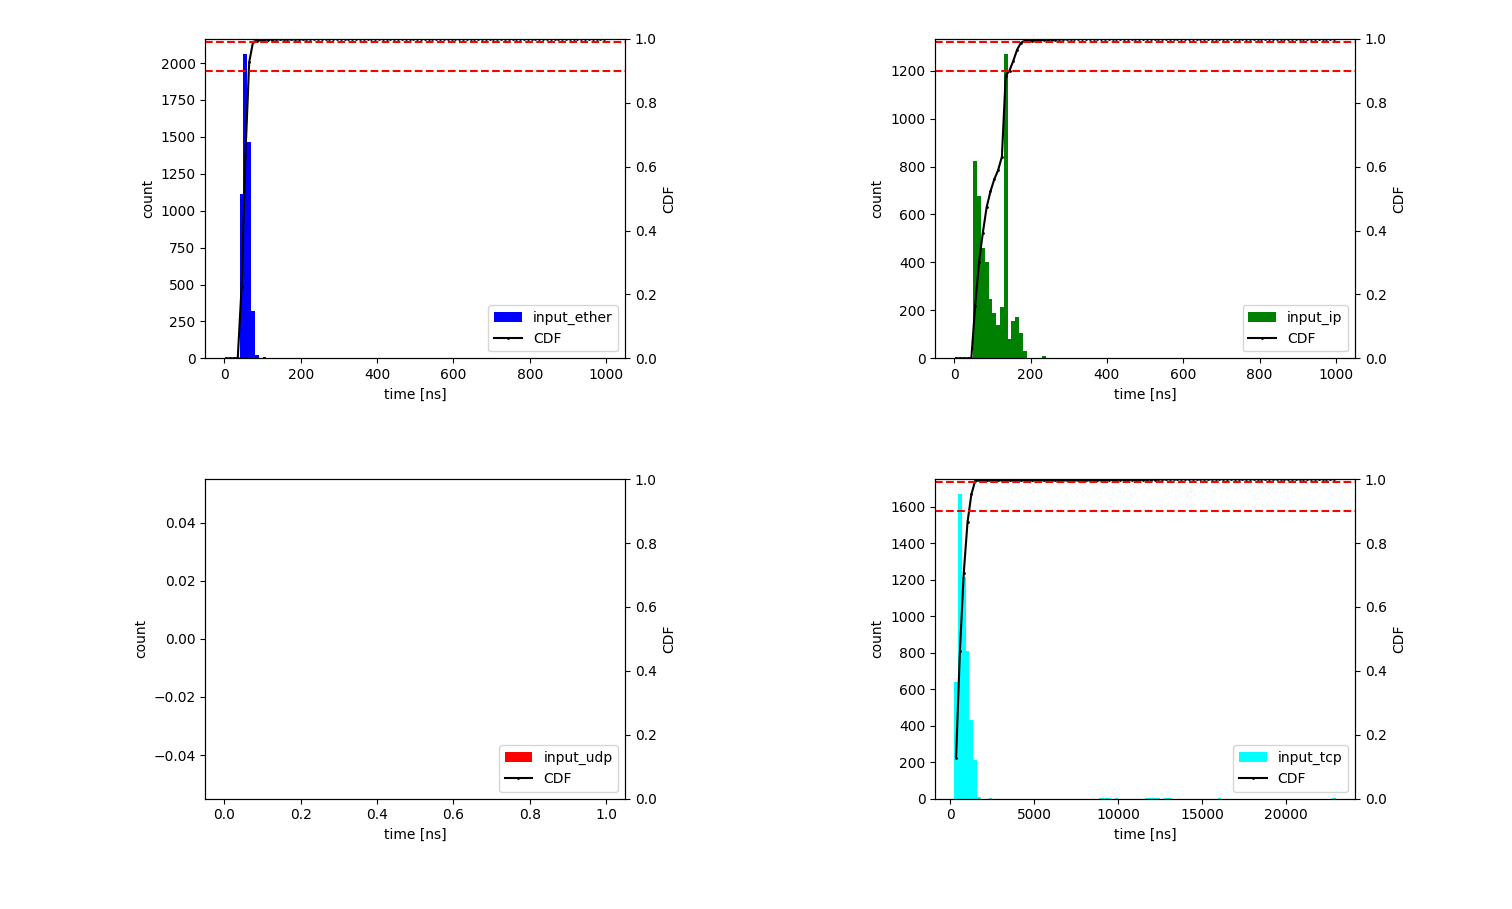 2000
1750
1500
1250
1000
750
500
250
0
count
1.0
0.8
0.6
0.4
0.2
0.0
CDF
input_ether
CDF
0 200 400 600 800 1000
time [ns]
1200
1000
800
600
400
200
0
count
1.0
0.8
0.6
0.4
0.2
0.0
CDF
input_ip
CDF
0 200 400 600 800 1000
time [ns]
0.04
0.02
0.00
−0.02
−0.04
count
1.0
0.8
0.6
0.4
0.2
0.0
CDF
input_udp
CDF
0.0 0.2 0.4 0.6 0.8 1.0
time [ns]
1600
1400
1200
1000
800
600
400
200
0
count
1.0
0.8
0.6
0.4
0.2
0.0
CDF
input_tcp
CDF
0 5000 10000 15000 20000
time [ns]